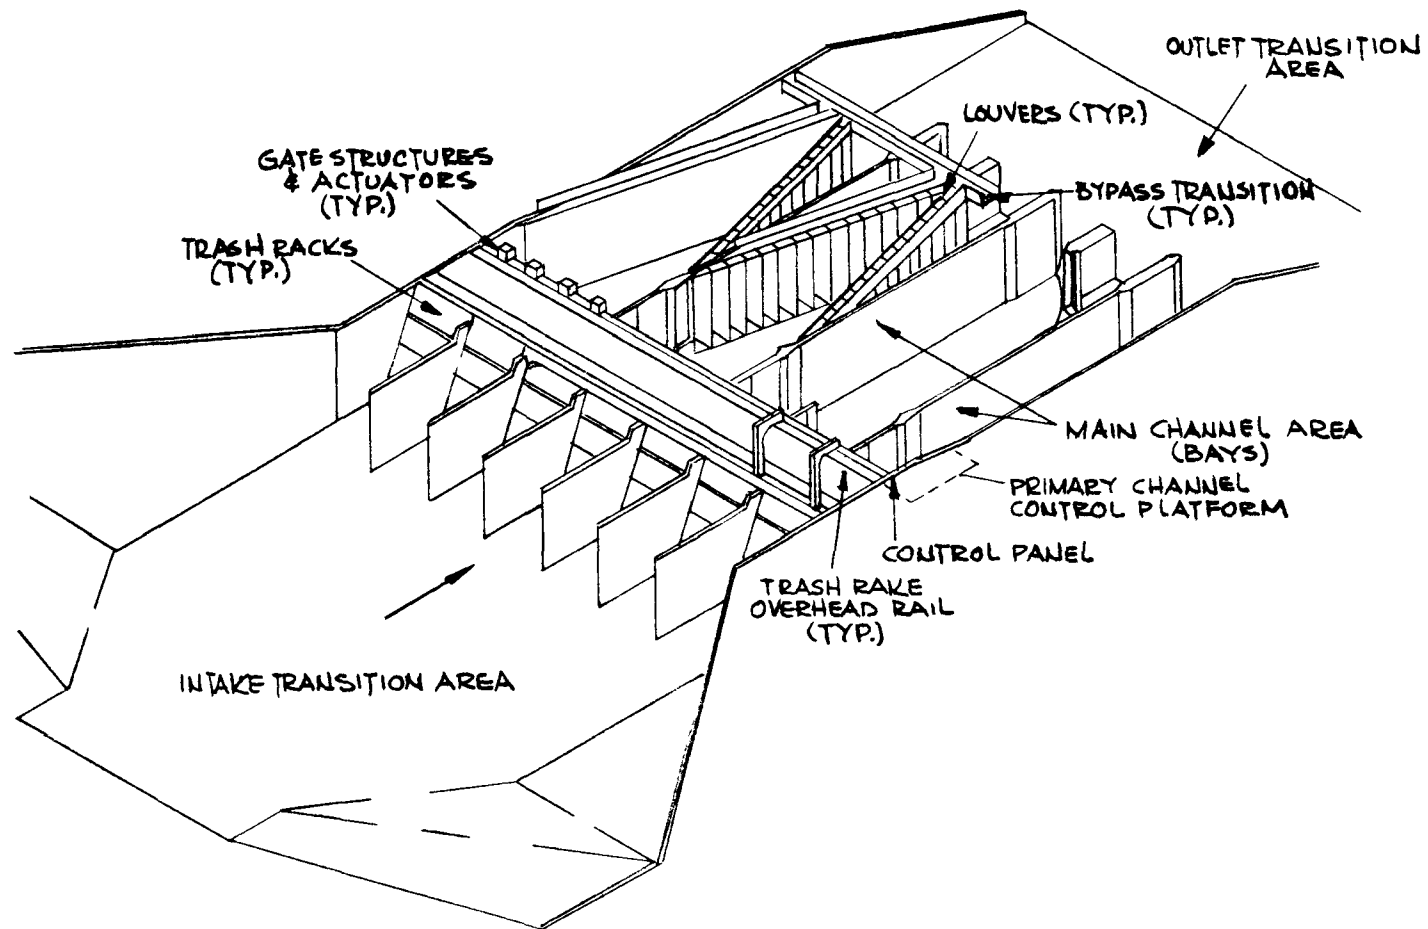 OUTLET TRANSITION
AREA
LOUVERS (TYP.)
GATE STRUCTURES
& ACTUATORS
(TYP.)
BYPASS TRANSITION
(TYP.)
TRASH RACKS
(TYP.)
MAIN CHANNEL AREA
(BAYS)
PRIMARY CHANNEL
CONTROL PLATFORM
CONTROL PANEL
TRASH RAKE
OVERHEAD RAIL
(TYP.)
INTAKE TRANSITION AREA